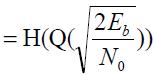 = H(Q(√(2E_b/N_0)))